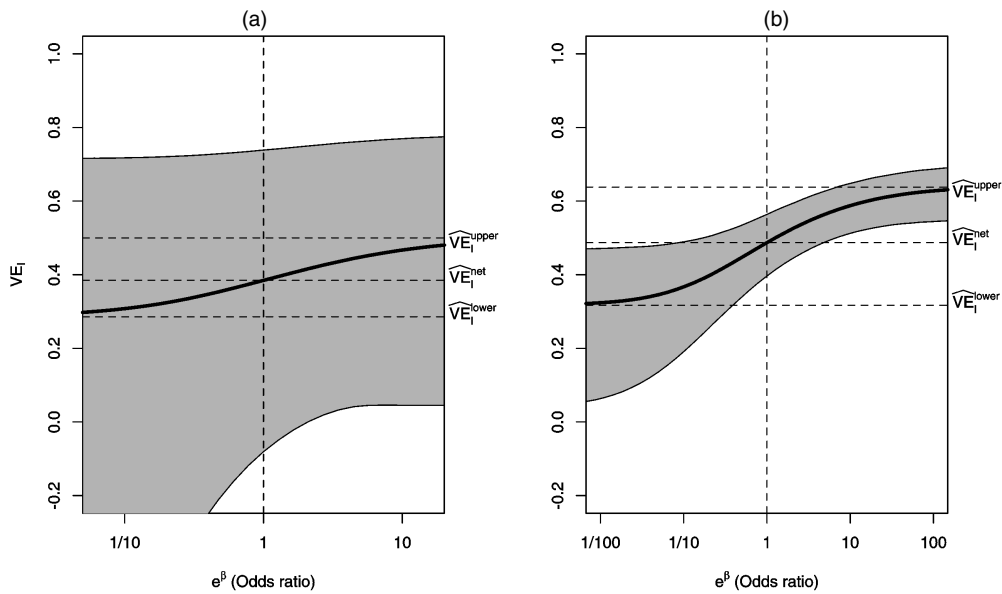 (a)
VE_I
1.0
0.8
0.6
0.4
0.2
0.0
-0.2
1/10
1
10
e^β (Odds ratio)
VE_I^upper
VE_I^net
VE_I^lower
(b)
1.0
0.8
0.6
0.4
0.2
0.0
-0.2
1/100
1/10
1
10
100
e^β (Odds ratio)
VE_I^upper
VE_I^net
VE_I^lower